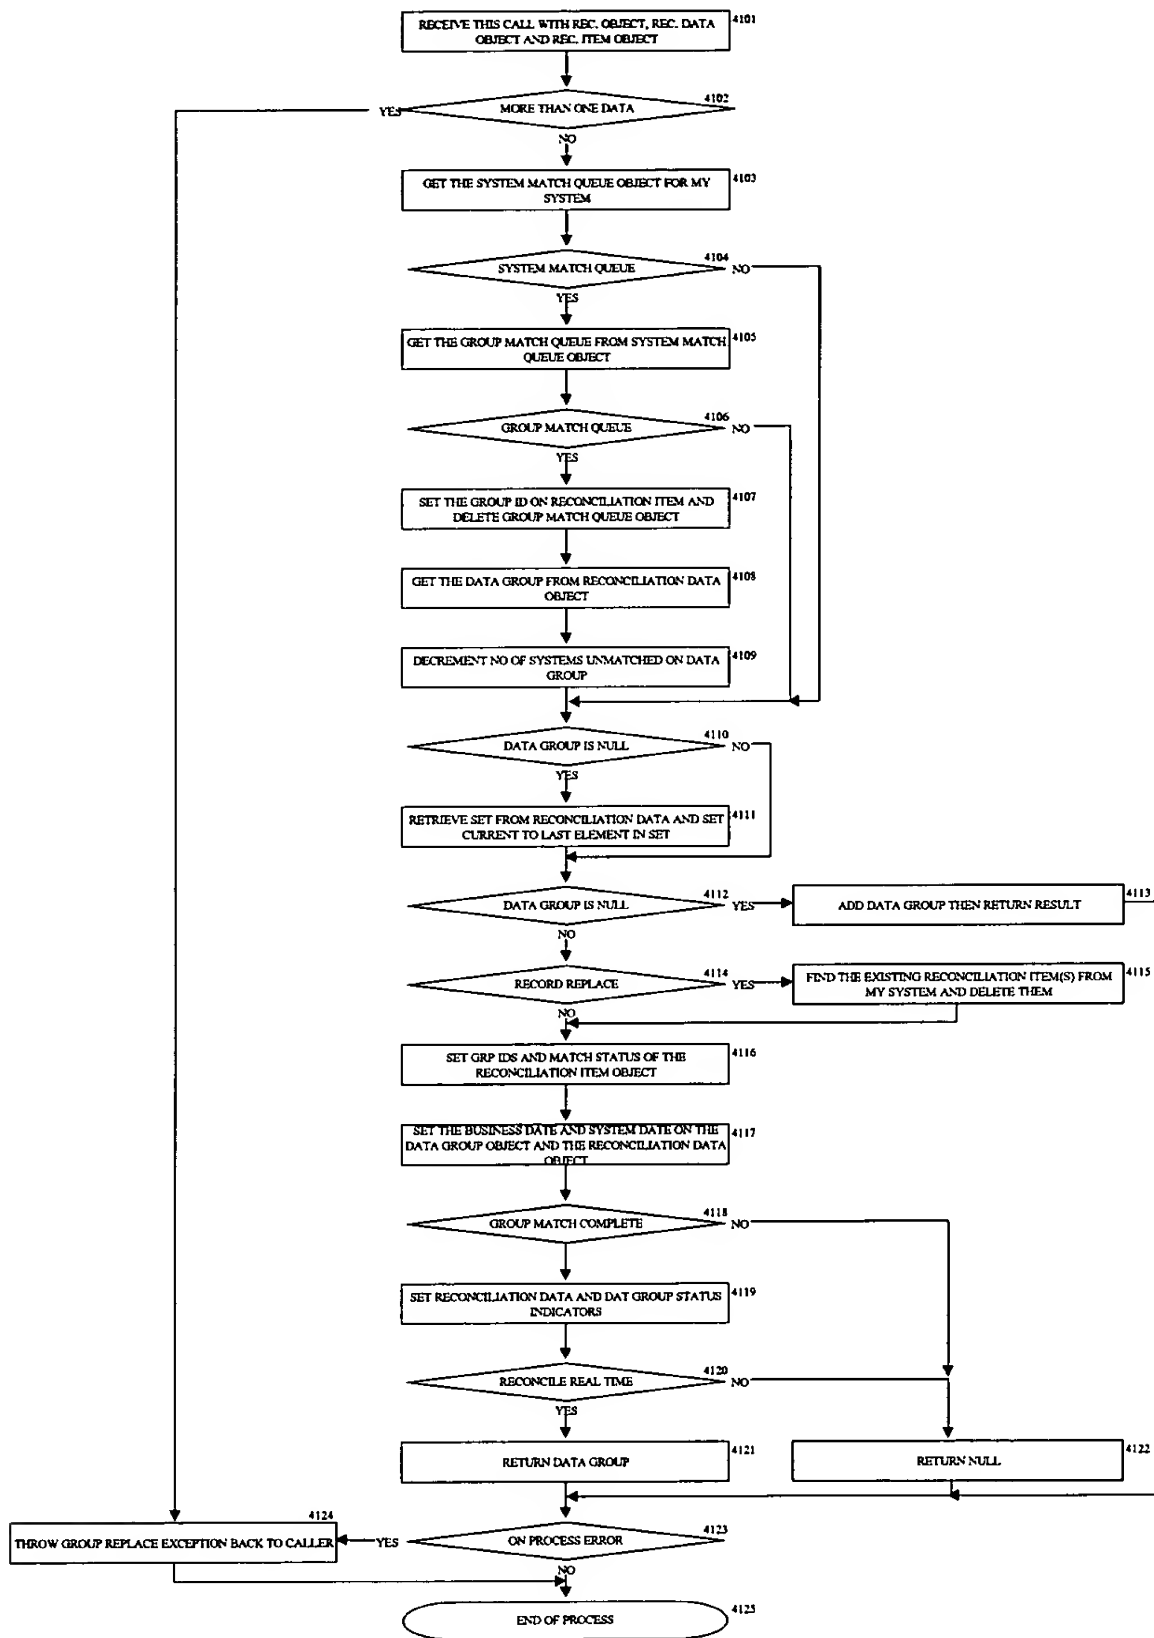 RECEIVE THIS CALL WITH REC. OBJECT, REC. DATA
OBJECT AND REC. ITEM OBJECT
4101
MORE THAN ONE DATA
4102
YES
NO
GET THE SYSTEM MATCH QUEUE OBJECT FOR MY
SYSTEM
4103
SYSTEM MATCH QUEUE
4104
NO
YES
GET THE GROUP MATCH QUEUE FROM SYSTEM MATCH
QUEUE OBJECT
4105
GROUP MATCH QUEUE
4106
NO
YES
SET THE GROUP ID ON RECONCILIATION ITEM AND
DELETE GROUP MATCH QUEUE OBJECT
4107
GET THE DATA GROUP FROM RECONCILIATION DATA
OBJECT
4108
DECREMENT NO OF SYSTEMS UNMATCHED ON DATA
GROUP
4109
DATA GROUP IS NULL
4110
NO
YES
RETRIEVE SET FROM RECONCILIATION DATA AND SET
CURRENT TO LAST ELEMENT IN SET
4111
DATA GROUP IS NULL
4112
YES
ADD DATA GROUP THEN RETURN RESULT
4113
NO
RECORD REPLACE
4114
YES
FIND THE EXISTING RECONCILIATION ITEM(S) FROM
MY SYSTEM AND DELETE THEM
4115
NO
SET GRP IDS AND MATCH STATUS OF THE
RECONCILIATION ITEM OBJECT
4116
SET THE BUSINESS DATE AND SYSTEM DATE ON THE
DATA GROUP OBJECT AND THE RECONCILIATION DATA
OBJECT
4117
GROUP MATCH COMPLETE
4118
NO
SET RECONCILIATION DATA AND DAT GROUP STATUS
INDICATORS
4119
RECONCILE REAL TIME
4120
NO
YES
RETURN DATA GROUP
4121
RETURN NULL
4122
THROW GROUP REPLACE EXCEPTION BACK TO CALLER
4124
YES
ON PROCESS ERROR
4123
NO
END OF PROCESS
4125